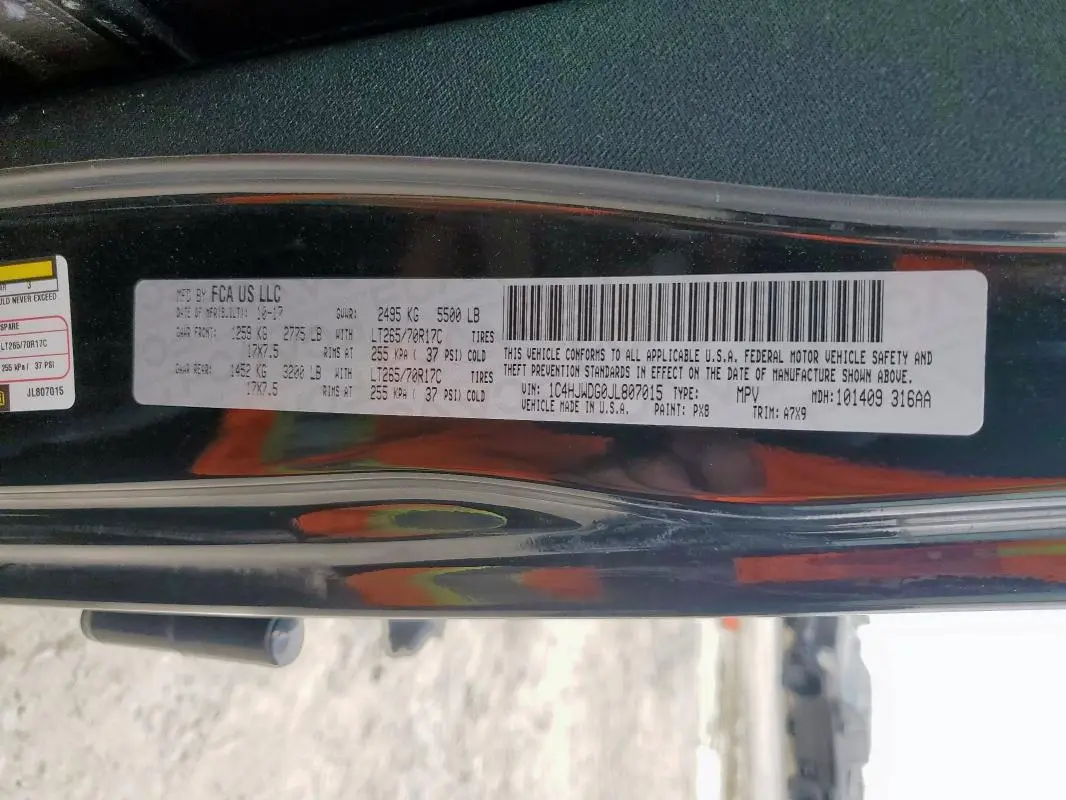 3
ULD NEVER EXCEED
SPARE
LT265/70R17C
255 KPA / 37 PSI
JL807015
MFD BY FCA US LLC
DATE OF MFR(BUILT): 10-17 GVWR: 2495 KG 5500 LB
GAWR FRONT: 1259 KG 2775 LB WITH LT265/70R17C TIRES
17X7.5 RIMS AT 255 KPA ( 37 PSI) COLD
GAWR REAR: 1452 KG 3200 LB WITH LT265/70R17C TIRES
17X7.5 RIMS AT 255 KPA ( 37 PSI) COLD
THIS VEHICLE CONFORMS TO ALL APPLICABLE U.S.A. FEDERAL MOTOR VEHICLE SAFETY AND
THEFT PREVENTION STANDARDS IN EFFECT ON THE DATE OF MANUFACTURE SHOWN ABOVE.
VIN: 1C4HJWDG0JL807015 TYPE: MPV MDH: 101409 316AA
VEHICLE MADE IN U.S.A. PAINT: PX8 TRIM: A7X9